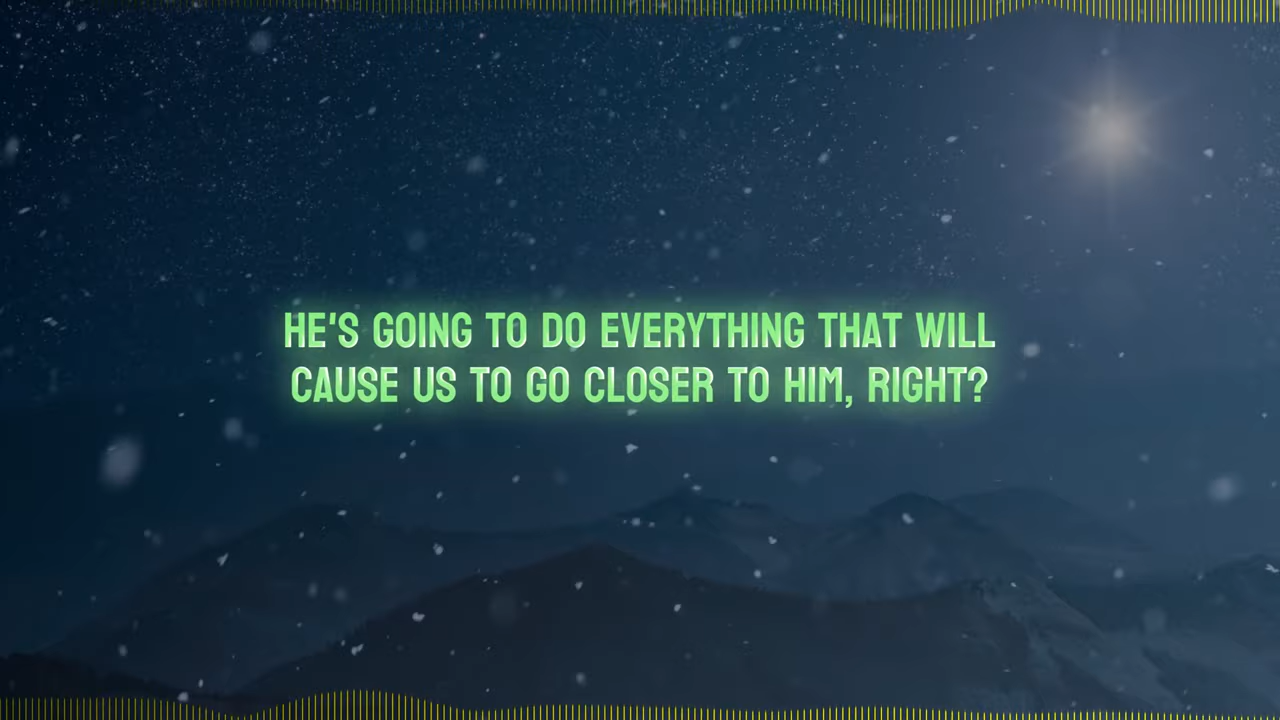 HE'S GOING TO DO EVERYTHING THAT WILL
CAUSE US TO GO CLOSER TO HIM, RIGHT?